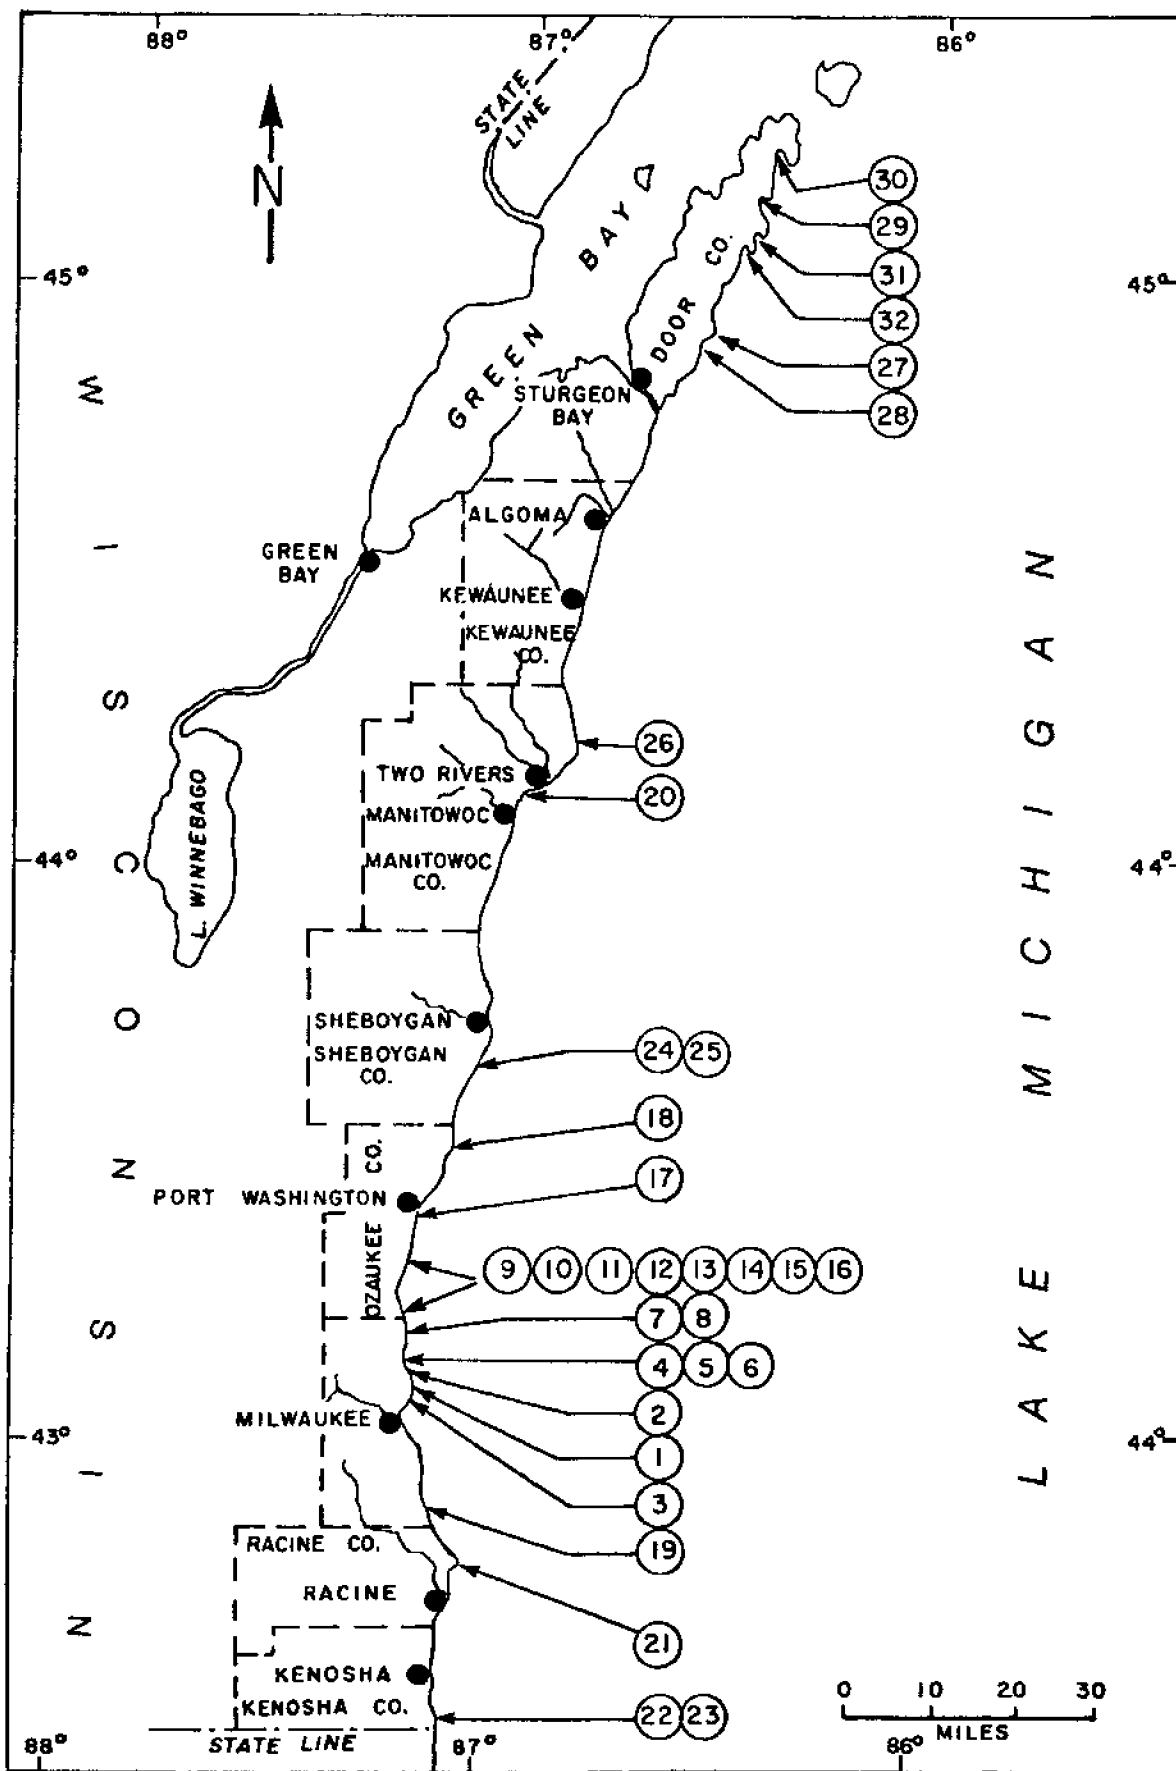 88°
87°
86°
STATE
LINE
N
30
29
31
32
27
28
45°
45°
GREEN BAY
DOOR CO.
STURGEON
BAY
ALGOMA
GREEN
BAY
KEWAUNEE
KEWAUNEE
CO.
26
TWO RIVERS
20
MANITOWOC
MANITOWOC
CO.
44°
44°
L. WINNEBAGO
WISCONSIN
LAKE MICHIGAN
SHEBOYGAN
SHEBOYGAN
CO.
24 25
18
17
PORT WASHINGTON
OZAUKEE CO.
9 10 11 12 13 14 15 16
7 8
4 5 6
2
MILWAUKEE
1
43°
44°
3
19
RACINE CO.
RACINE
21
KENOSHA
KENOSHA CO.
22 23
STATE LINE
0 10 20 30
MILES
88°
87°
86°